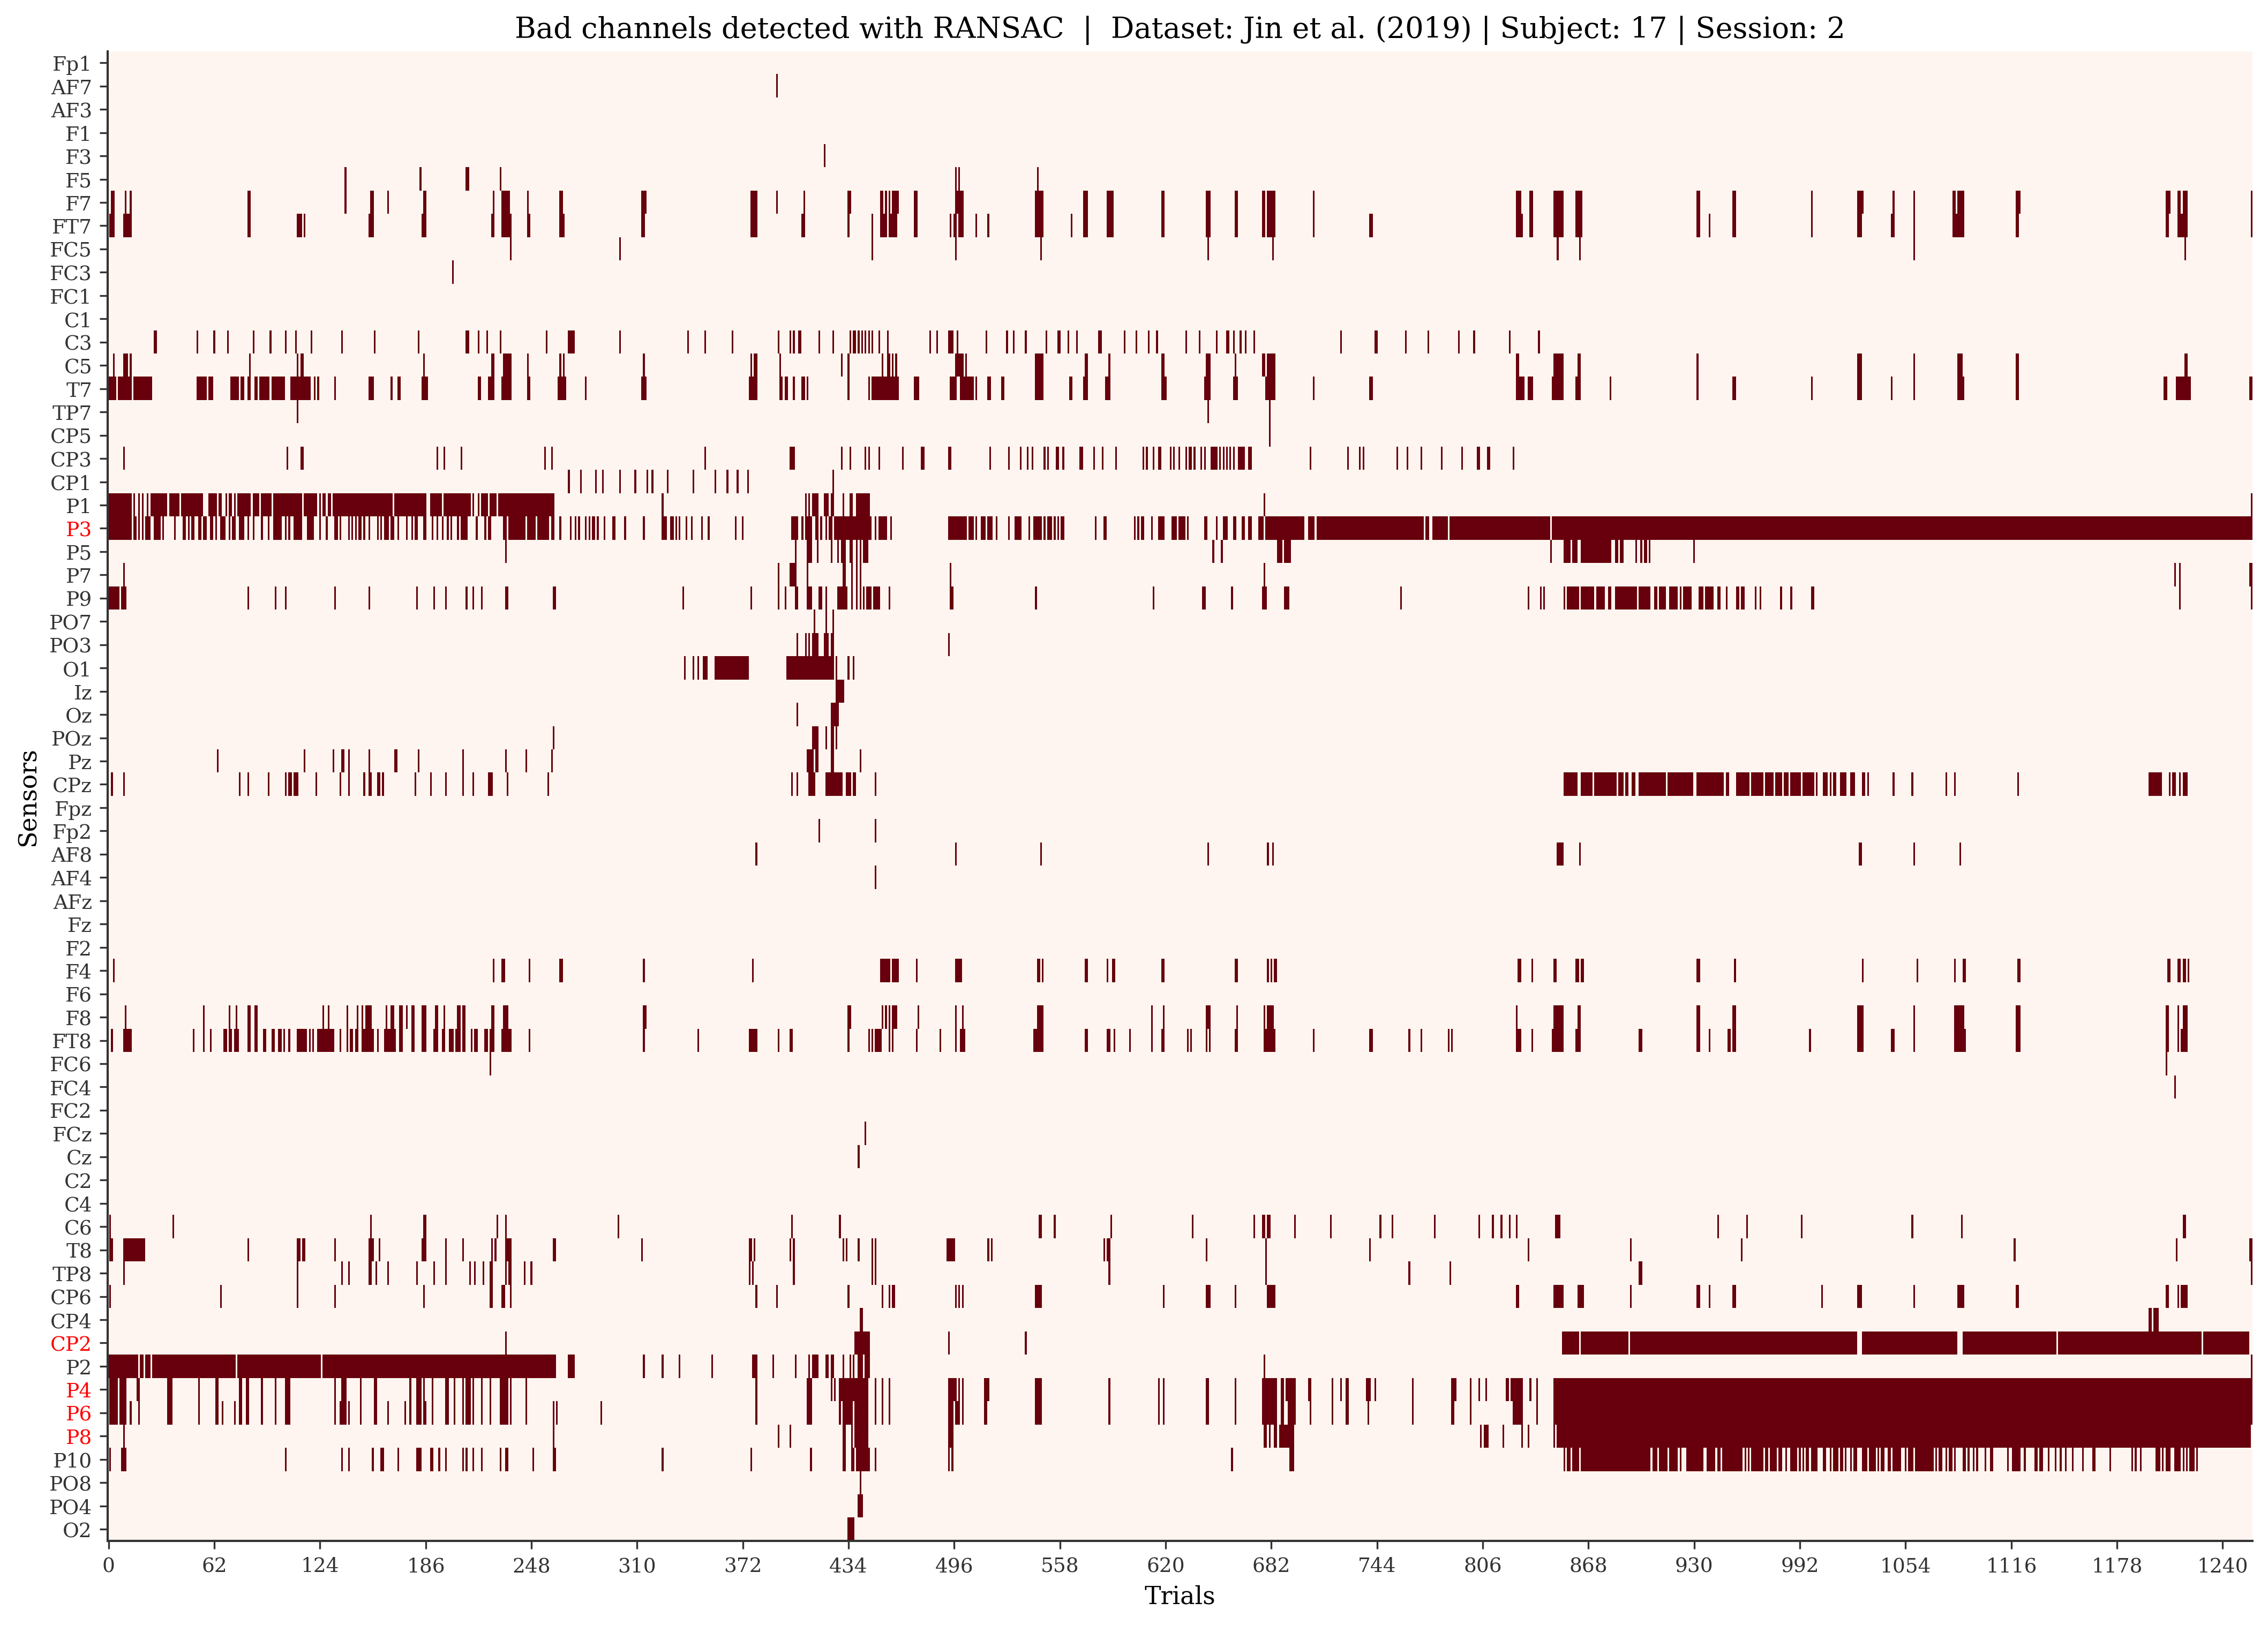 Bad channels detected with RANSAC | Dataset: Jin et al. (2019) | Subject: 17 | Session: 2
Sensors
Fp1
AF7
AF3
F1
F3
F5
F7
FT7
FC5
FC3
FC1
C1
C3
C5
T7
TP7
CP5
CP3
CP1
P1
P3
P5
P7
P9
PO7
PO3
O1
Iz
Oz
POz
Pz
CPz
Fpz
Fp2
AF8
AF4
AFz
Fz
F2
F4
F6
F8
FT8
FC6
FC4
FC2
FCz
Cz
C2
C4
C6
T8
TP8
CP6
CP4
CP2
P2
P4
P6
P8
P10
PO8
PO4
O2
0 62 124 186 248 310 372 434 496 558 620 682 744 806 868 930 992 1054 1116 1178 1240
Trials